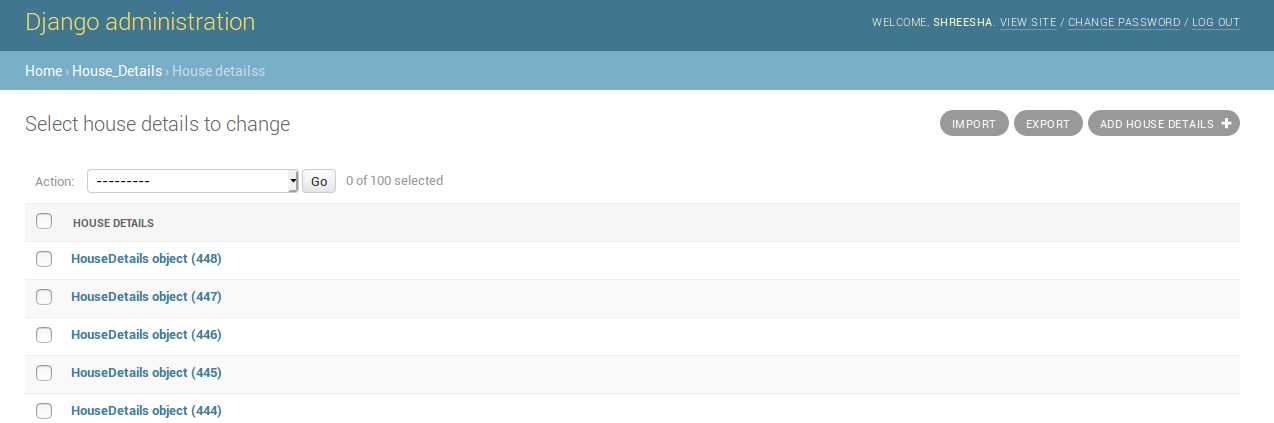 Django administration
WELCOME, SHREESHA. VIEW SITE / CHANGE PASSWORD / LOG OUT
Home › House_Details › House detailss
Select house details to change
IMPORT EXPORT ADD HOUSE DETAILS +
Action: --------- Go 0 of 100 selected
HOUSE DETAILS
HouseDetails object (448)
HouseDetails object (447)
HouseDetails object (446)
HouseDetails object (445)
HouseDetails object (444)